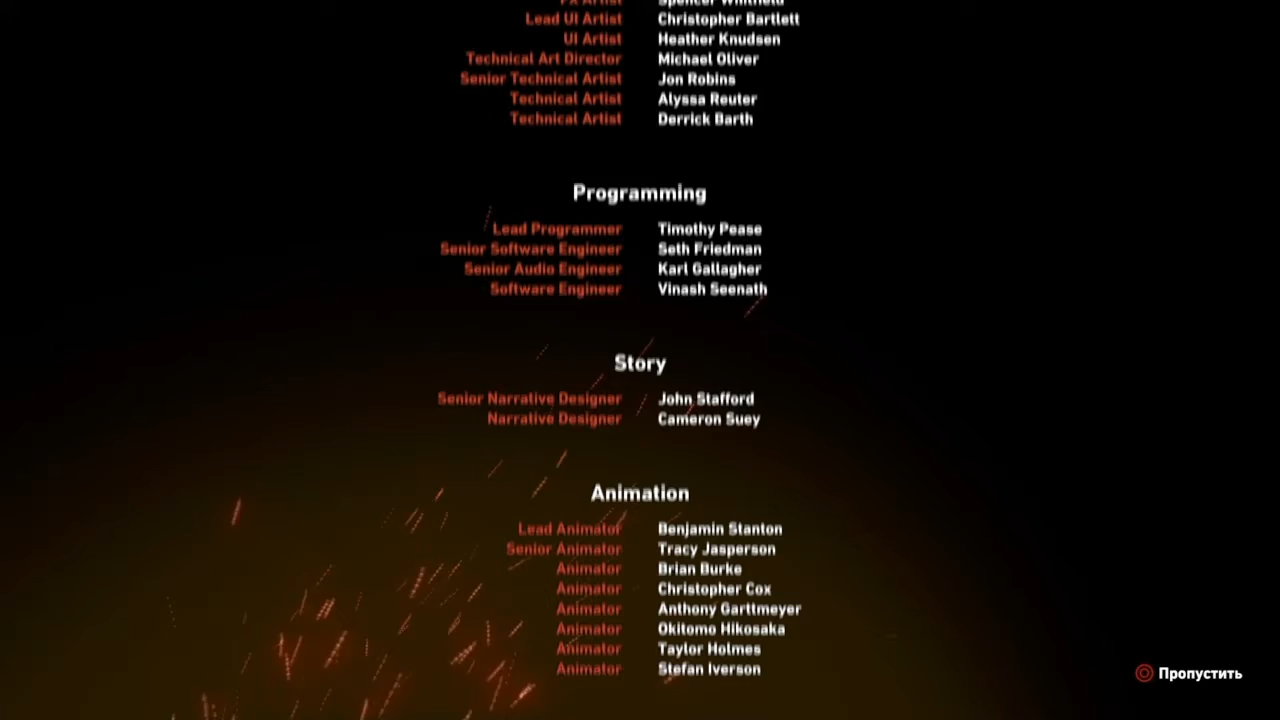 FX Artist Spencer Whitfield
Lead UI Artist Christopher Bartlett
UI Artist Heather Knudsen
Technical Art Director Michael Oliver
Senior Technical Artist Jon Robins
Technical Artist Alyssa Reuter
Technical Artist Derrick Barth
Programming
Lead Programmer Timothy Pease
Senior Software Engineer Seth Friedman
Senior Audio Engineer Karl Gallagher
Software Engineer Vinash Seenath
Story
Senior Narrative Designer John Stafford
Narrative Designer Cameron Suey
Animation
Lead Animator Benjamin Stanton
Senior Animator Tracy Jasperson
Animator Brian Burke
Animator Christopher Cox
Animator Anthony Garttmeyer
Animator Okitomo Hikosaka
Animator Taylor Holmes
Animator Stefan Iverson
Пропустить